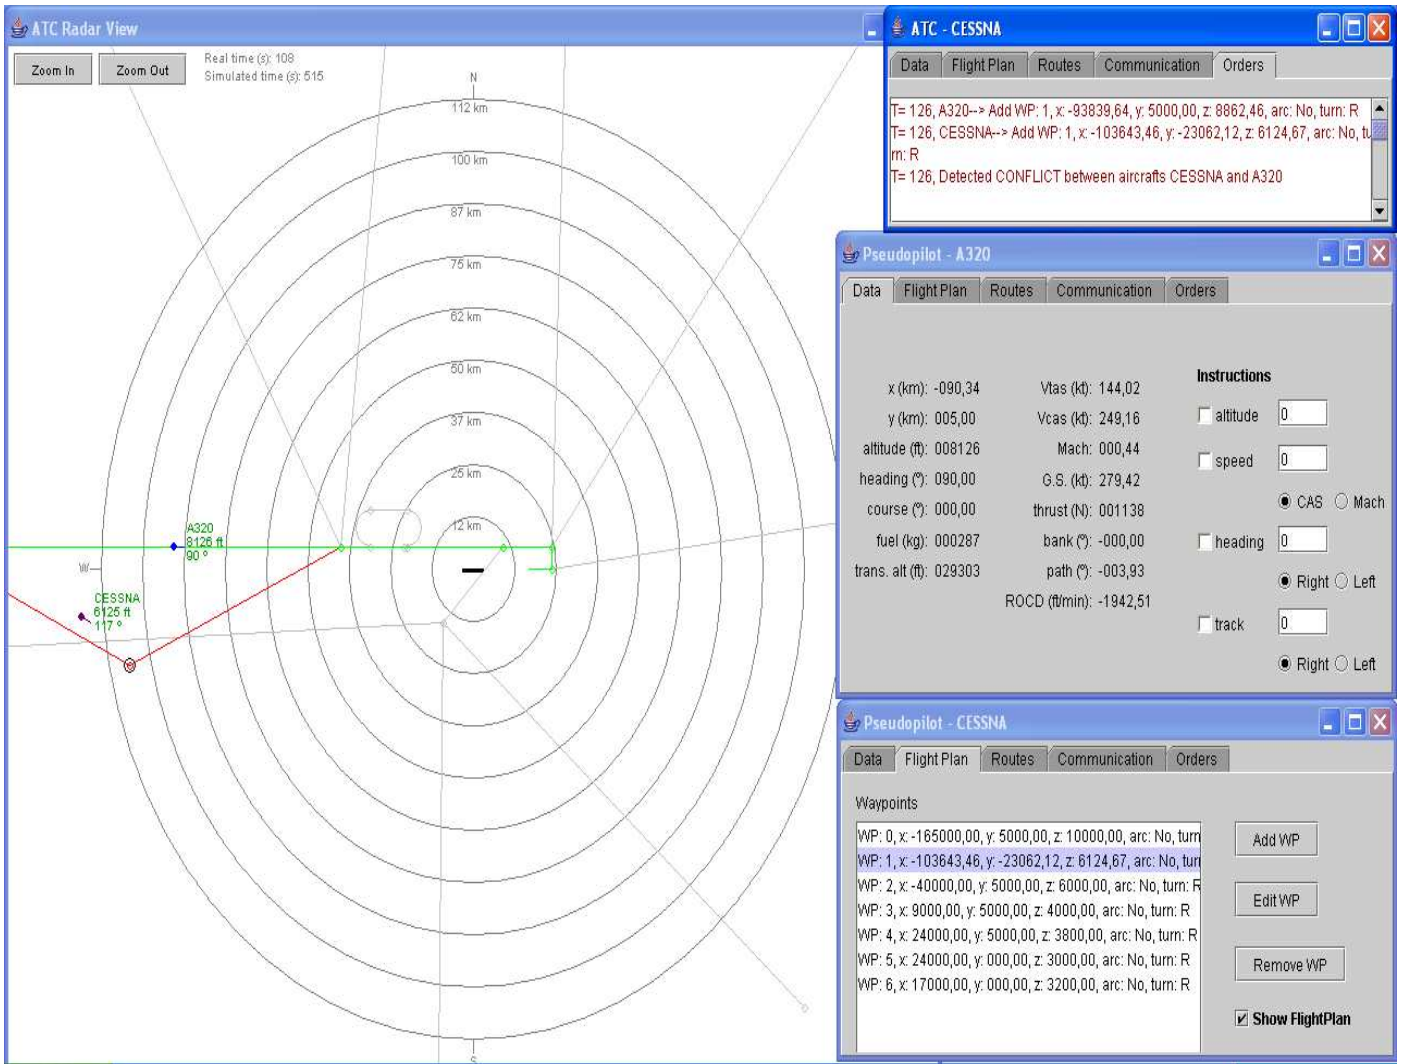 ATC Radar View
Zoom In
Zoom Out
Real time (s): 108
Simulated time (s): 515
N
112 km
100 km
87 km
75 km
62 km
50 km
37 km
25 km
12 km
A320
8126 ft
90 º
W
CESSNA
6125 ft
117 º
S
ATC - CESSNA
Data Flight Plan Routes Communication Orders
T= 126, A320--> Add WP: 1, x: -93839,64, y: 5000,00, z: 8862,46, arc: No, turn: R
T= 126, CESSNA--> Add WP: 1, x: -103643,46, y: -23062,12, z: 6124,67, arc: No, tu
rn: R
T= 126, Detected CONFLICT between aircrafts CESSNA and A320
Pseudopilot - A320
Data Flight Plan Routes Communication Orders
Instructions
x (km): -090,34 Vtas (kt): 144,02
y (km): 005,00 Vcas (kt): 249,16 altitude 0
altitude (ft): 008126 Mach: 000,44
heading (º): 090,00 G.S. (kt): 279,42 speed 0
course (º): 000,00 thrust (N): 001138 CAS Mach
fuel (kg): 000287 bank (º): -000,00 heading 0
trans. alt (ft): 029303 path (º): -003,93 Right Left
ROCD (ft/min): -1942,51
track 0
Right Left
Pseudopilot - CESSNA
Data Flight Plan Routes Communication Orders
Waypoints
WP: 0, x: -165000,00, y: 5000,00, z: 10000,00, arc: No, turn
WP: 1, x: -103643,46, y: -23062,12, z: 6124,67, arc: No, turn
WP: 2, x: -40000,00, y: 5000,00, z: 6000,00, arc: No, turn: R
WP: 3, x: 9000,00, y: 5000,00, z: 4000,00, arc: No, turn: R
WP: 4, x: 24000,00, y: 5000,00, z: 3800,00, arc: No, turn: R
WP: 5, x: 24000,00, y: 000,00, z: 3000,00, arc: No, turn: R
WP: 6, x: 17000,00, y: 000,00, z: 3200,00, arc: No, turn: R
Add WP
Edit WP
Remove WP
Show FlightPlan